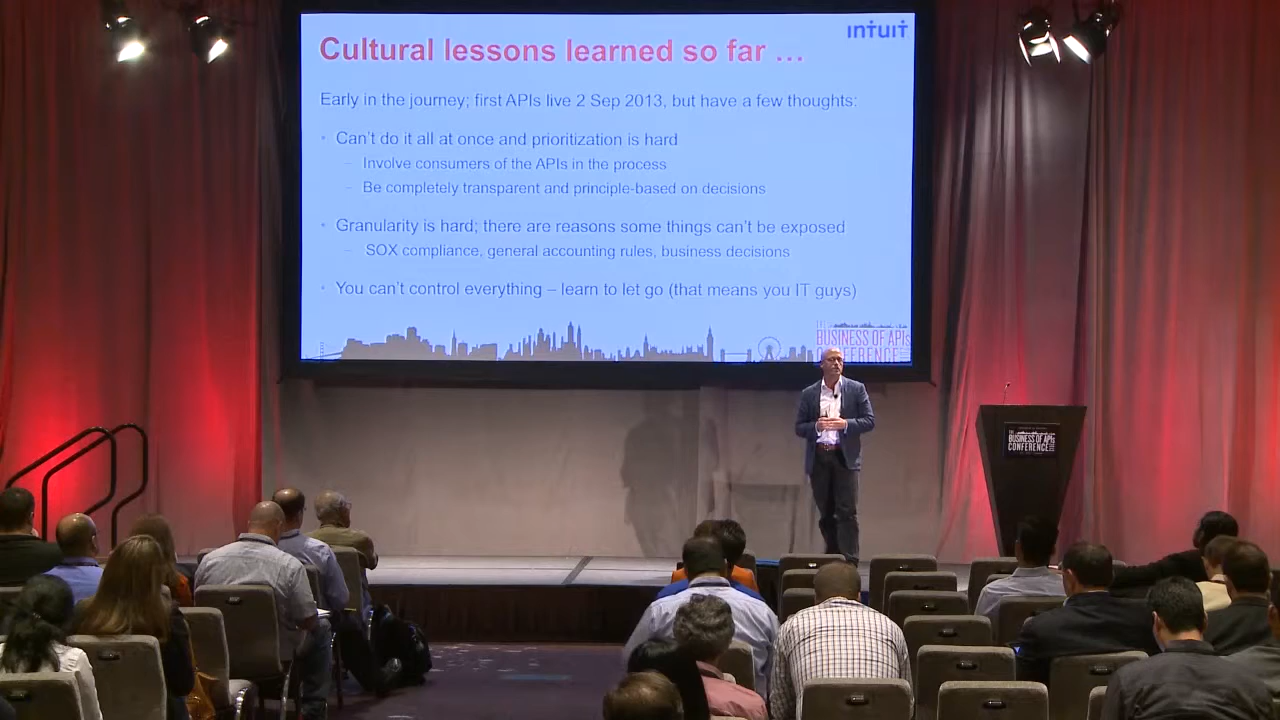 intuit
Cultural lessons learned so far ...
Early in the journey; first APIs live 2 Sep 2013, but have a few thoughts:
• Can't do it all at once and prioritization is hard
– Involve consumers of the APIs in the process
– Be completely transparent and principle-based on decisions
• Granularity is hard; there are reasons some things can't be exposed
– SOX compliance, general accounting rules, business decisions
• You can't control everything – learn to let go (that means you IT guys)
THE
BUSINESS OF APIs
CONFERENCE
THE
BUSINESS OF APIs
CONFERENCE